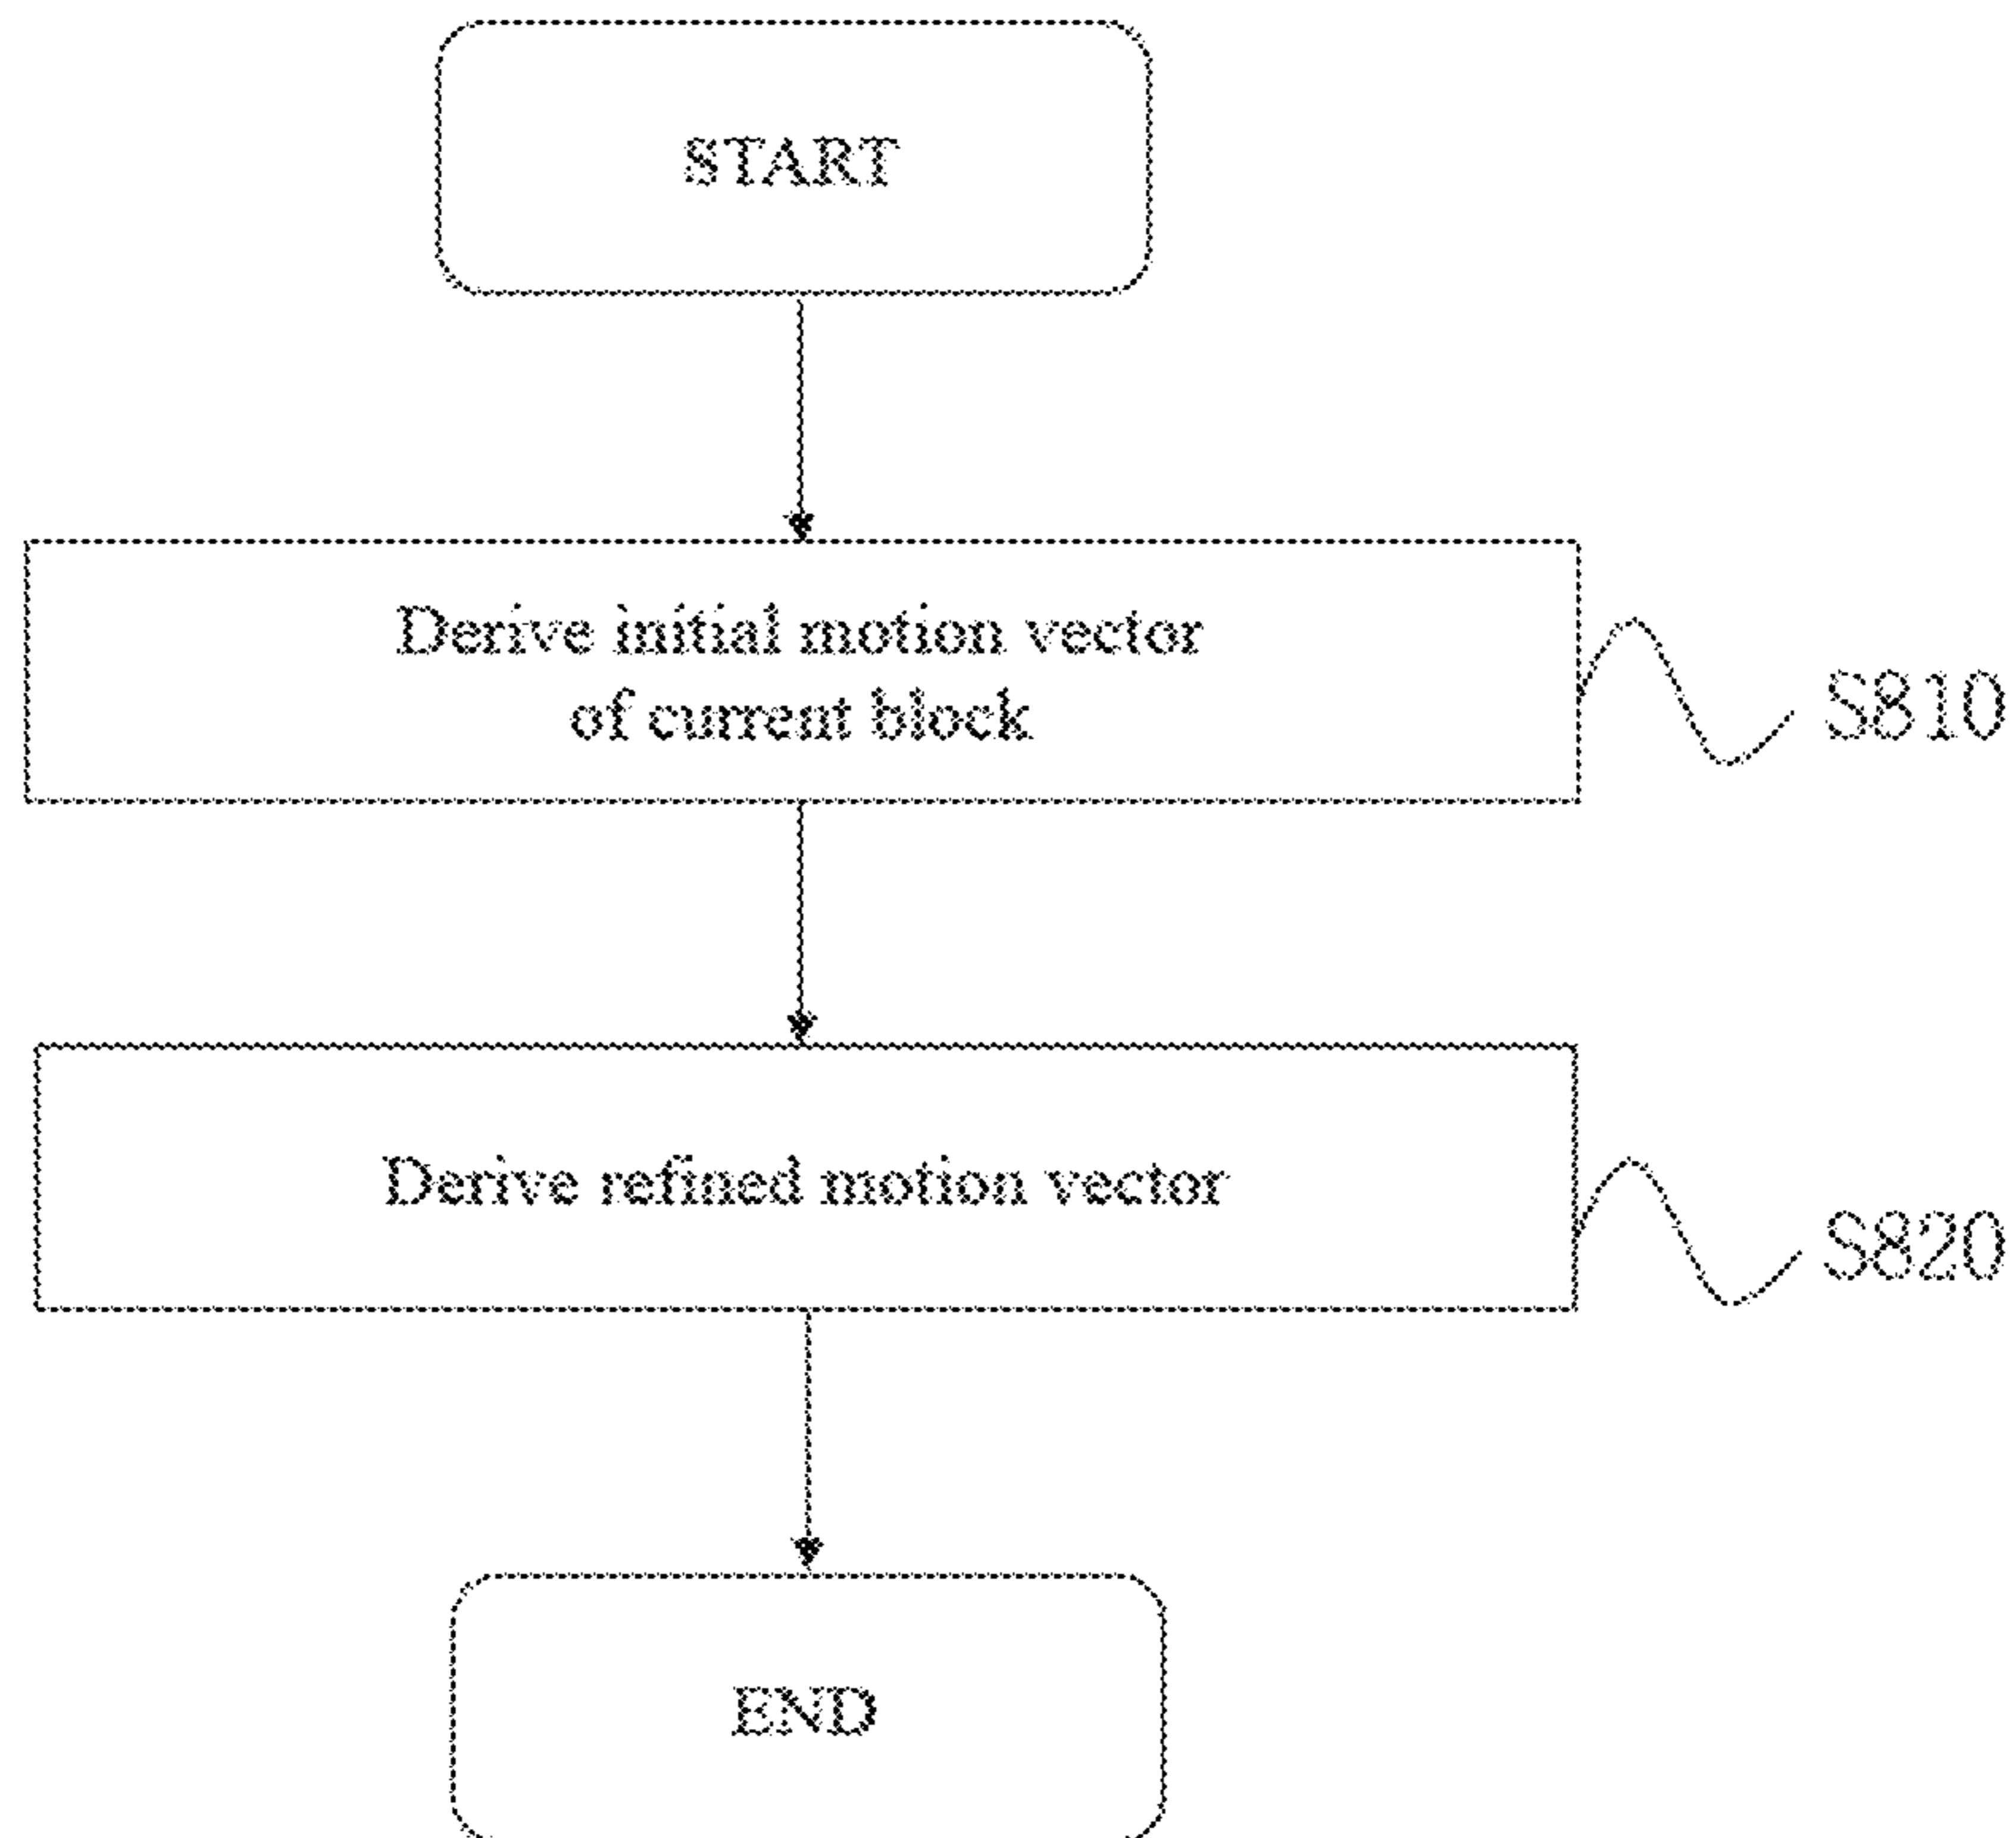 START
Derive initial motion vector
of current block
S810
Derive refined motion vector
S820
END